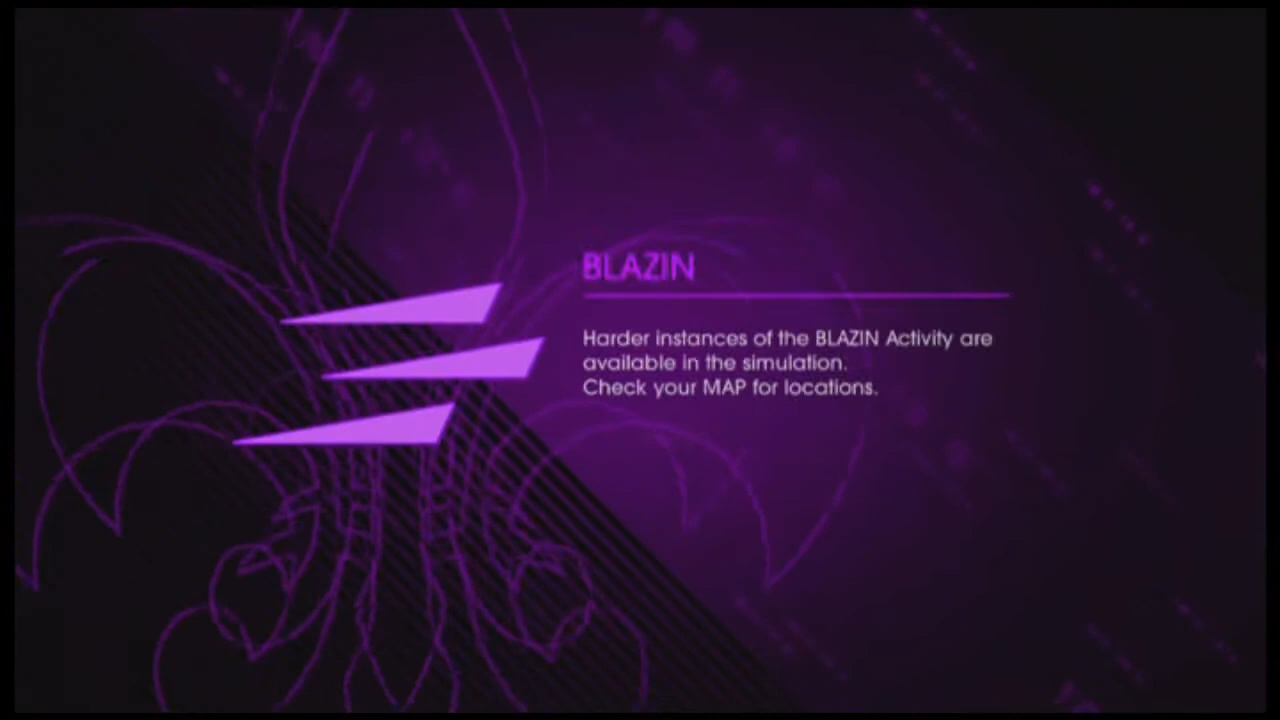 BLAZIN
Harder instances of the BLAZIN Activity are
available in the simulation.
Check your MAP for locations.